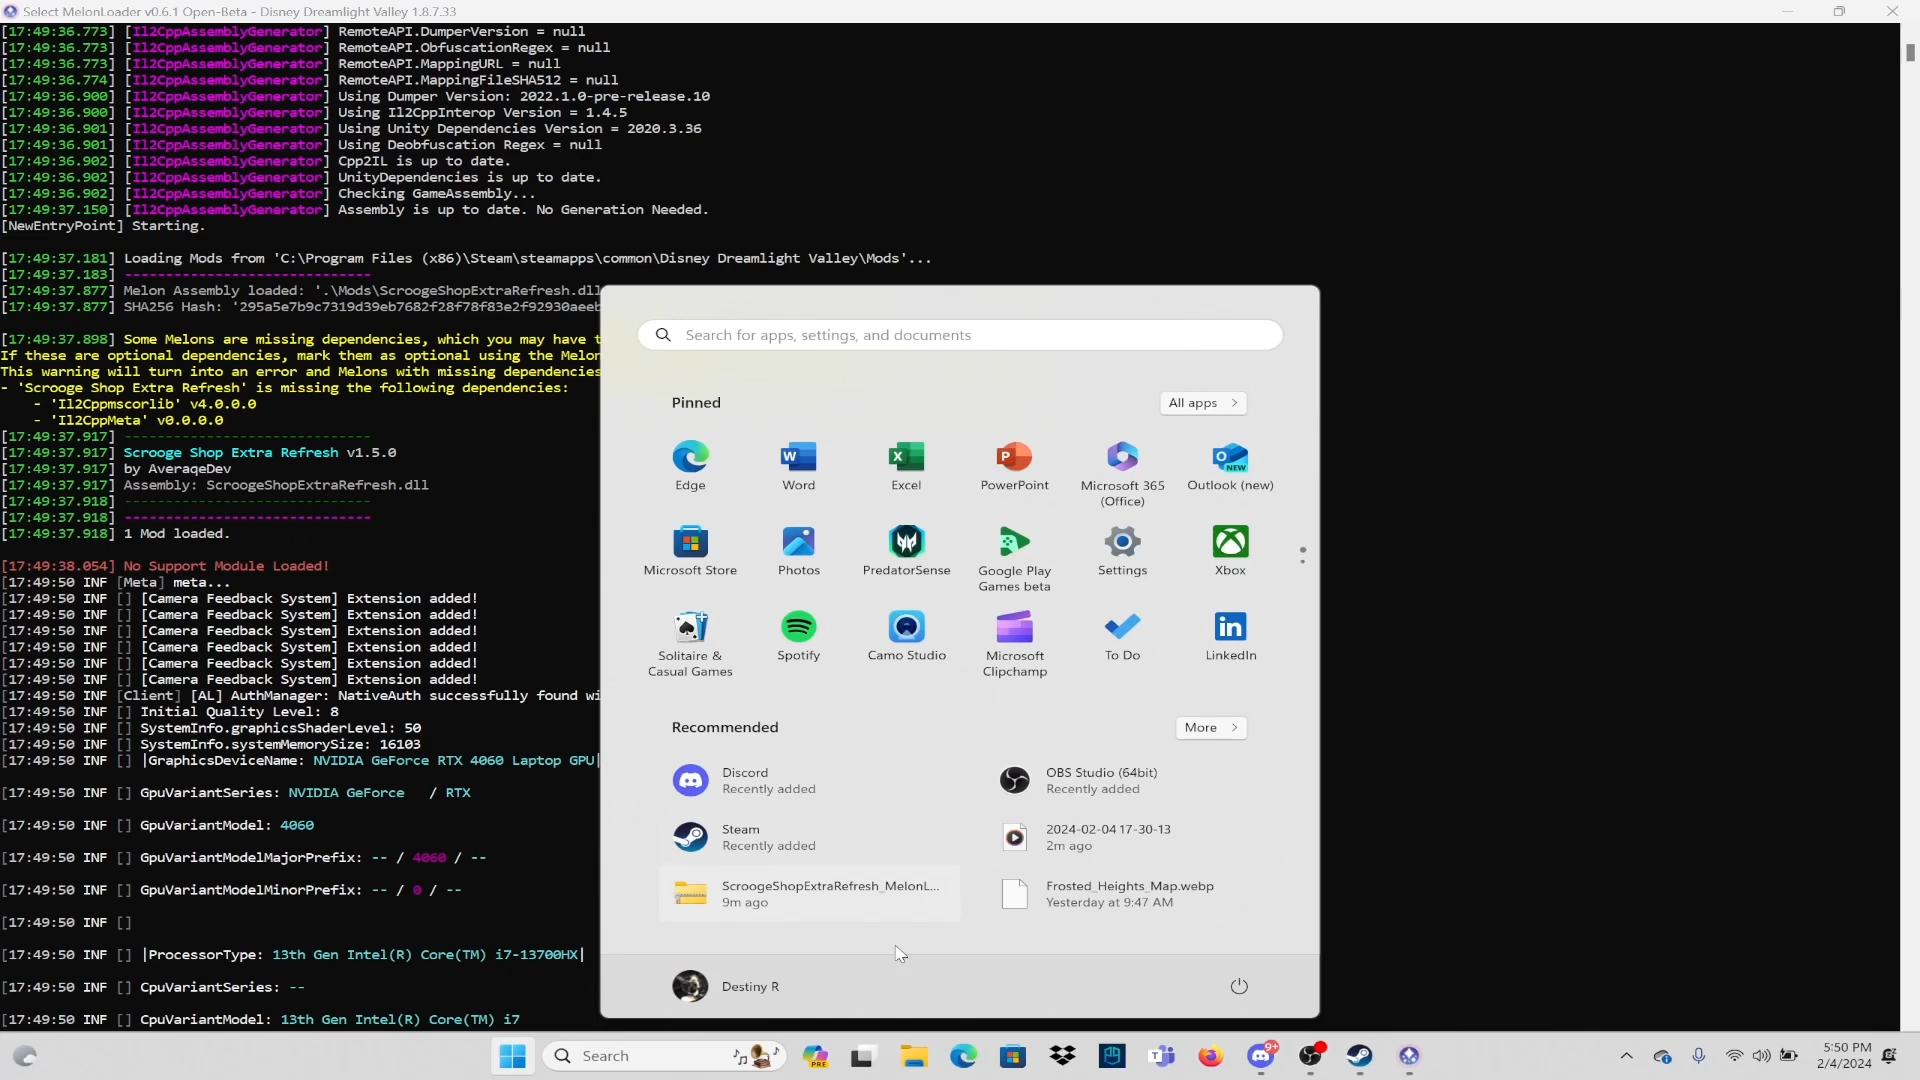 Select MelonLoader v0.6.1 Open-Beta - Disney Dreamlight Valley 1.8.7.33
[17:49:36.773] [Il2CppAssemblyGenerator] RemoteAPI.DumperVersion = null
[17:49:36.773] [Il2CppAssemblyGenerator] RemoteAPI.ObfuscationRegex = null
[17:49:36.773] [Il2CppAssemblyGenerator] RemoteAPI.MappingURL = null
[17:49:36.774] [Il2CppAssemblyGenerator] RemoteAPI.MappingFileSHA512 = null
[17:49:36.900] [Il2CppAssemblyGenerator] Using Dumper Version: 2022.1.0-pre-release.10
[17:49:36.900] [Il2CppAssemblyGenerator] Using Il2CppInterop Version = 1.4.5
[17:49:36.901] [Il2CppAssemblyGenerator] Using Unity Dependencies Version = 2020.3.36
[17:49:36.901] [Il2CppAssemblyGenerator] Using Deobfuscation Regex = null
[17:49:36.902] [Il2CppAssemblyGenerator] Cpp2IL is up to date.
[17:49:36.902] [Il2CppAssemblyGenerator] UnityDependencies is up to date.
[17:49:36.902] [Il2CppAssemblyGenerator] Checking GameAssembly...
[17:49:37.150] [Il2CppAssemblyGenerator] Assembly is up to date. No Generation Needed.
[NewEntryPoint] Starting.
[17:49:37.181] Loading Mods from 'C:\Program Files (x86)\Steam\steamapps\common\Disney Dreamlight Valley\Mods'...
[17:49:37.183] ------------------------------
[17:49:37.877] Melon Assembly loaded: '.\Mods\ScroogeShopExtraRefresh.dll
[17:49:37.877] SHA256 Hash: '295a5e7b9c7319d39eb7682f28f78f83e2f92930aeeb
[17:49:37.898] Some Melons are missing dependencies, which you may have t
If these are optional dependencies, mark them as optional using the Melon
This warning will turn into an error and Melons with missing dependencies
- 'Scrooge Shop Extra Refresh' is missing the following dependencies:
- 'Il2Cppmscorlib' v4.0.0.0
- 'Il2CppMeta' v0.0.0.0
[17:49:37.917] ------------------------------
[17:49:37.917] Scrooge Shop Extra Refresh v1.5.0
[17:49:37.917] by AveraqeDev
[17:49:37.917] Assembly: ScroogeShopExtraRefresh.dll
[17:49:37.918] ------------------------------
[17:49:37.918] ------------------------------
[17:49:37.918] 1 Mod loaded.
[17:49:38.054] No Support Module Loaded!
[17:49:50 INF [Meta] meta...
[17:49:50 INF [] [Camera Feedback System] Extension added!
[17:49:50 INF [] [Camera Feedback System] Extension added!
[17:49:50 INF [] [Camera Feedback System] Extension added!
[17:49:50 INF [] [Camera Feedback System] Extension added!
[17:49:50 INF [] [Camera Feedback System] Extension added!
[17:49:50 INF [] [Camera Feedback System] Extension added!
[17:49:50 INF [Client] [AL] AuthManager: NativeAuth successfully found wi
[17:49:50 INF [] Initial Quality Level: 8
[17:49:50 INF [] SystemInfo.graphicsShaderLevel: 50
[17:49:50 INF [] SystemInfo.systemMemorySize: 16103
[17:49:50 INF [] |GraphicsDeviceName: NVIDIA GeForce RTX 4060 Laptop GPU|
[17:49:50 INF [] GpuVariantSeries: NVIDIA GeForce / RTX
[17:49:50 INF [] GpuVariantModel: 4060
[17:49:50 INF [] GpuVariantModelMajorPrefix: -- / 4060 / --
[17:49:50 INF [] GpuVariantModelMinorPrefix: -- / 0 / --
[17:49:50 INF []
[17:49:50 INF [] |ProcessorType: 13th Gen Intel(R) Core(TM) i7-13700HX|
[17:49:50 INF [] CpuVariantSeries: --
[17:49:50 INF [] CpuVariantModel: 13th Gen Intel(R) Core(TM) i7
Search for apps, settings, and documents
Pinned
All apps >
Edge
Word
Excel
PowerPoint
Microsoft 365
(Office)
NEW
Outlook (new)
Microsoft Store
Photos
PredatorSense
Google Play
Games beta
Settings
Xbox
Solitaire &
Casual Games
Spotify
Camo Studio
Microsoft
Clipchamp
To Do
LinkedIn
Recommended
More >
Discord
Recently added
OBS Studio (64bit)
Recently added
Steam
Recently added
2024-02-04 17-30-13
2m ago
ScroogeShopExtraRefresh_MelonL...
9m ago
Frosted_Heights_Map.webp
Yesterday at 9:47 AM
Destiny R
Search
PRE
9+
5:50 PM
2/4/2024